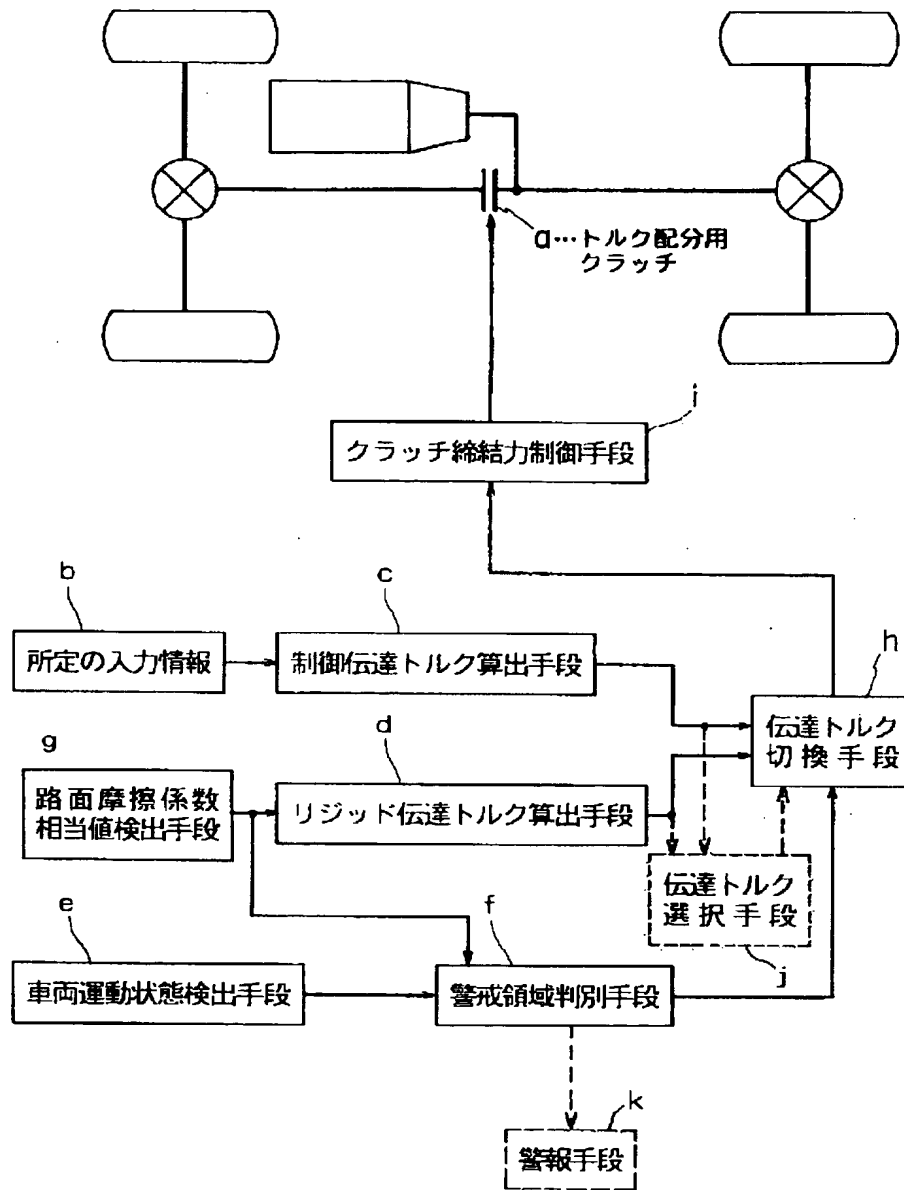 a…トルク配分用
クラッチ
i
クラッチ締結力制御手段
b
c
所定の入力情報
制御伝達トルク算出手段
h
伝達トルク
切換手段
g
d
路面摩擦係数
相当値検出手段
リジッド伝達トルク算出手段
伝達トルク
選択手段
j
e
f
車両運動状態検出手段
警戒領域判別手段
k
警報手段